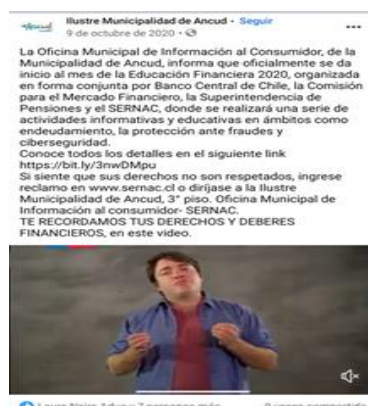 Ilustre Municipalidad de Ancud · Seguir
9 de octubre de 2020 ·
La Oficina Municipal de Información al Consumidor, de la
Municipalidad de Ancud, informa que oficialmente se da
inicio al mes de la Educación Financiera 2020, organizada
en forma conjunta por Banco Central de Chile, la Comisión
para el Mercado Financiero, la Superintendencia de
Pensiones y el SERNAC, donde se realizará una serie de
actividades informativas y educativas en ámbitos como
endeudamiento, la protección ante fraudes y
ciberseguridad.
Conoce todos los detalles en el siguiente link
https://bit.ly/3nwDMpu
Si siente que sus derechos no son respetados, ingrese
reclamo en www.sernac.cl o diríjase a la Ilustre
Municipalidad de Ancud, 3° piso. Oficina Municipal de
Información al consumidor- SERNAC.
TE RECORDAMOS TUS DERECHOS Y DEBERES
FINANCIEROS, en este video.